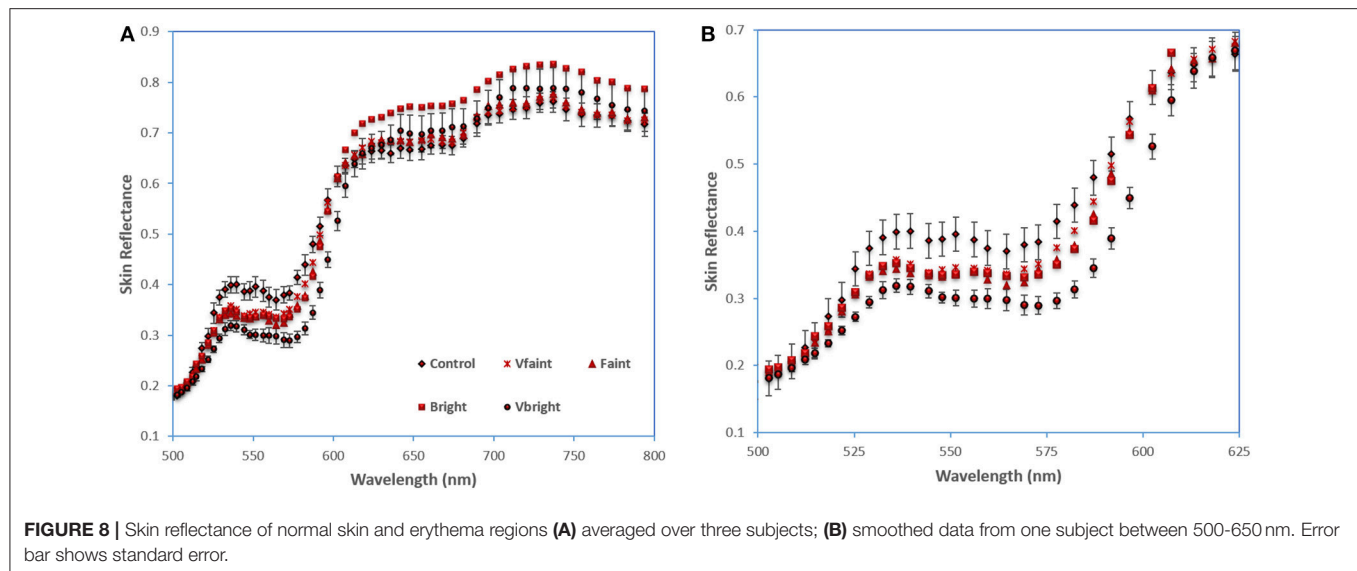 A
0.9
0.8
0.7
0.6
0.5
0.4
0.3
0.2
0.1
Skin Reflectance
500
550
600
650
700
750
800
Wavelength (nm)
Control
Vfaint
Faint
Bright
Vbright
B
0.7
0.6
0.5
0.4
0.3
0.2
0.1
Skin Reflectance
500
525
550
575
600
625
Wavelength (nm)
FIGURE 8 | Skin reflectance of normal skin and erythema regions (A) averaged over three subjects; (B) smoothed data from one subject between 500-650 nm. Error
bar shows standard error.